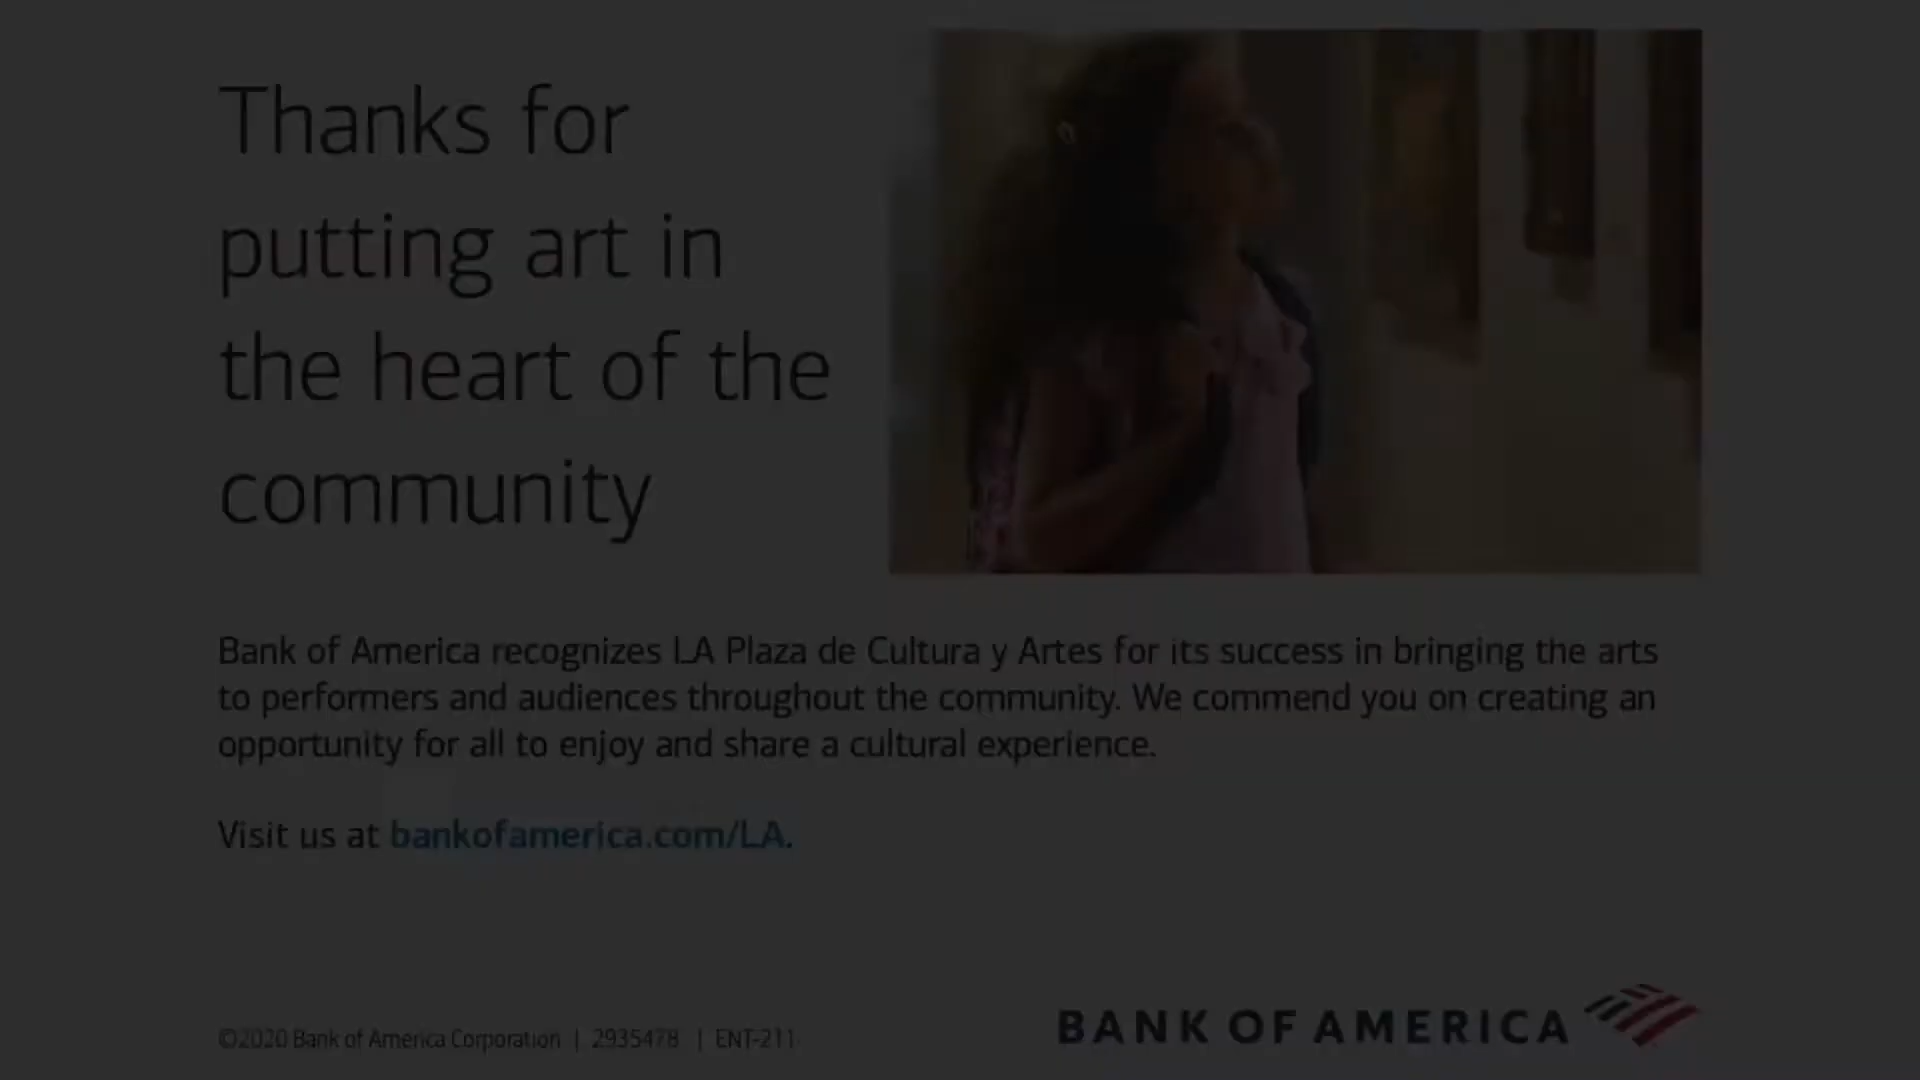 Thanks for
putting art in
the heart of the
community
Bank of America recognizes LA Plaza de Cultura y Artes for its success in bringing the arts
to performers and audiences throughout the community. We commend you on creating an
opportunity for all to enjoy and share a cultural experience.
Visit us at bankofamerica.com/LA.
©2020 Bank of America Corporation | 2935478 | ENT-211
BANK OF AMERICA